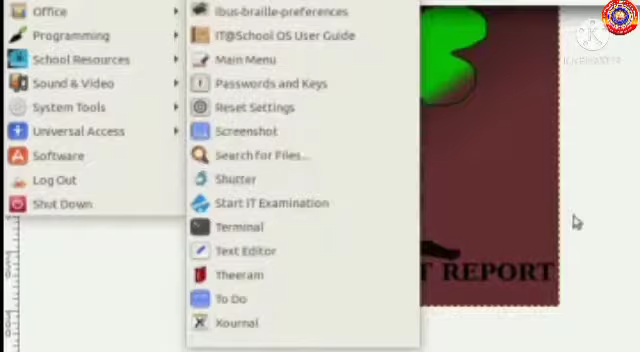 Office
Programming
School Resources
Sound & Video
System Tools
Universal Access
Software
Log Out
Shut Down
ibus-braille-preferences
IT@School OS User Guide
Main Menu
Passwords and Keys
Reset Settings
Screenshot
Search for Files...
Shutter
Start IT Examination
Terminal
Text Editor
Theeram
To Do
Xournal
T REPORT